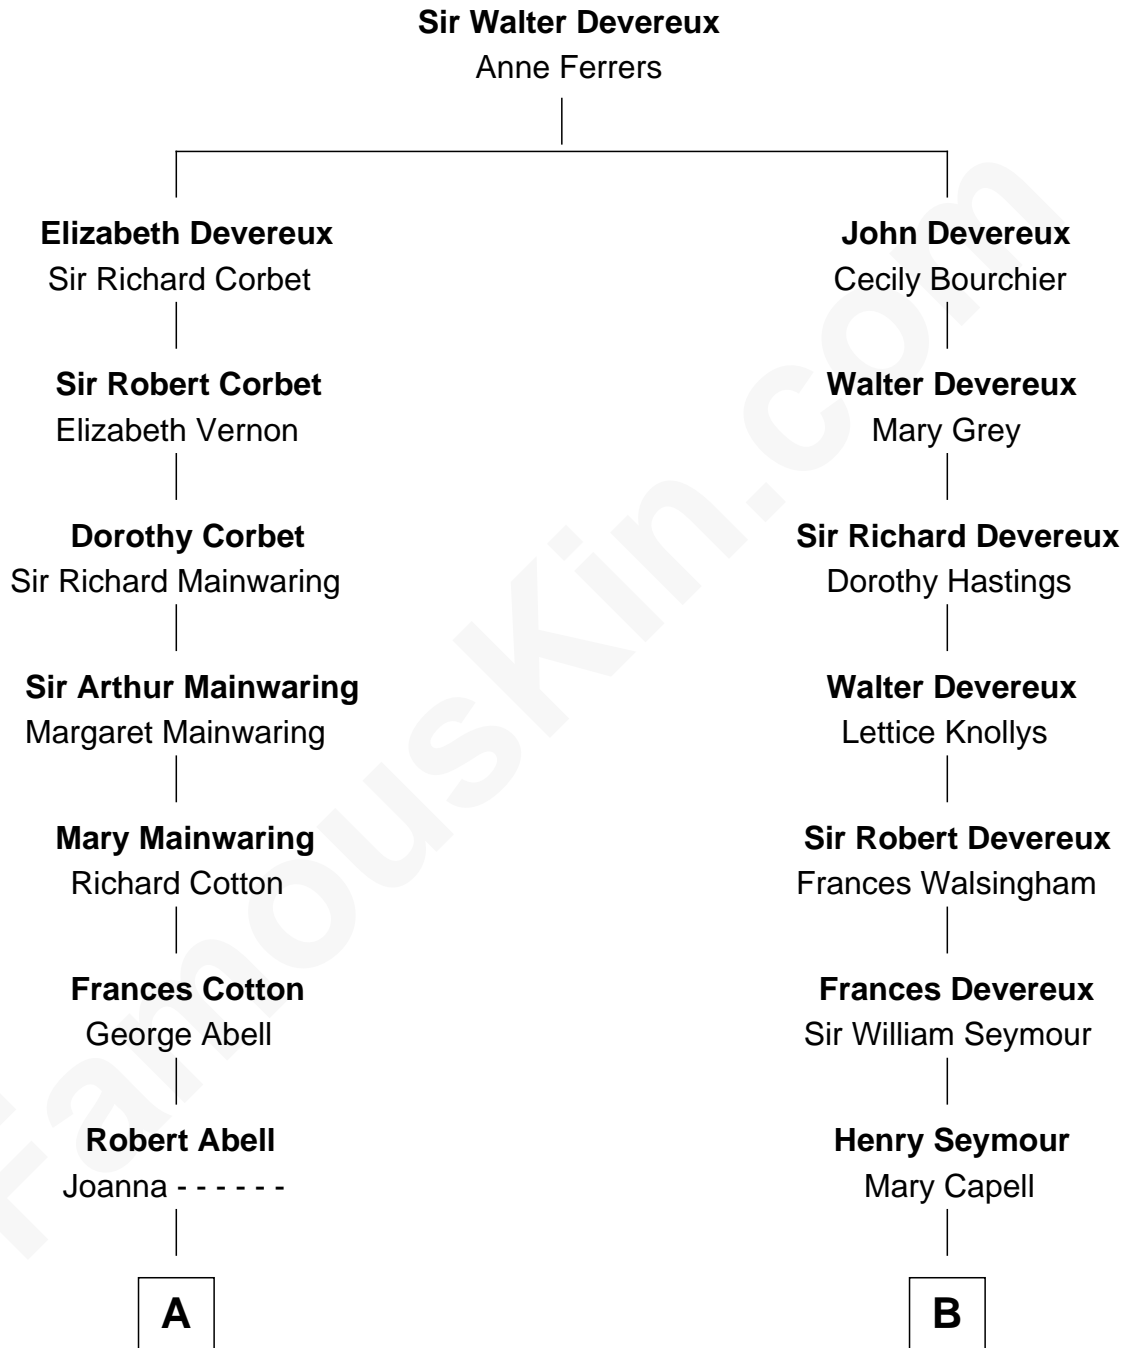 Sir Walter Devereux
Anne Ferrers
Elizabeth Devereux
Sir Richard Corbet
John Devereux
Cecily Bourchier
Sir Robert Corbet
Elizabeth Vernon
Walter Devereux
Mary Grey
Dorothy Corbet
Sir Richard Mainwaring
Sir Richard Devereux
Dorothy Hastings
Sir Arthur Mainwaring
Margaret Mainwaring
Walter Devereux
Lettice Knollys
Mary Mainwaring
Richard Cotton
Sir Robert Devereux
Frances Walsingham
Frances Cotton
George Abell
Frances Devereux
Sir William Seymour
Robert Abell
Joanna - - - - - -
Henry Seymour
Mary Capell
A
B
FamousKin.com